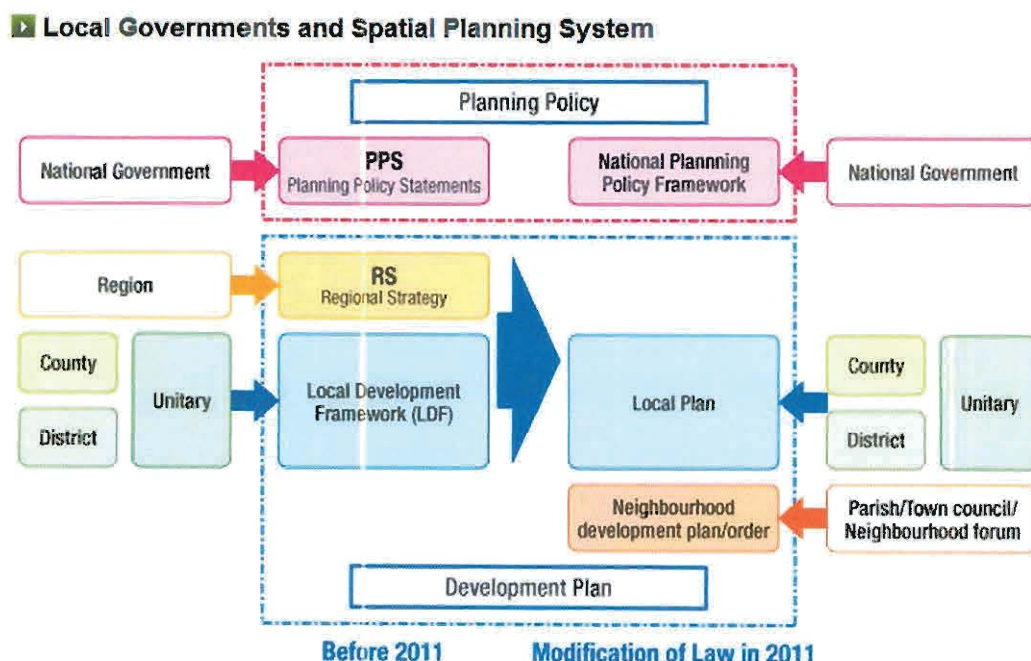 Local Governments and Spatial Planning System
Planning Policy
National Government
PPS
Planning Policy Statements
National Plannning
Policy Framework
National Government
Region
RS
Regional Strategy
County
District
Unitary
Local Development
Framework (LDF)
Local Plan
County
District
Unitary
Neighbourhood
development plan/order
Parish/Town council/
Neighbourhood forum
Development Plan
Before 2011
Modification of Law in 2011